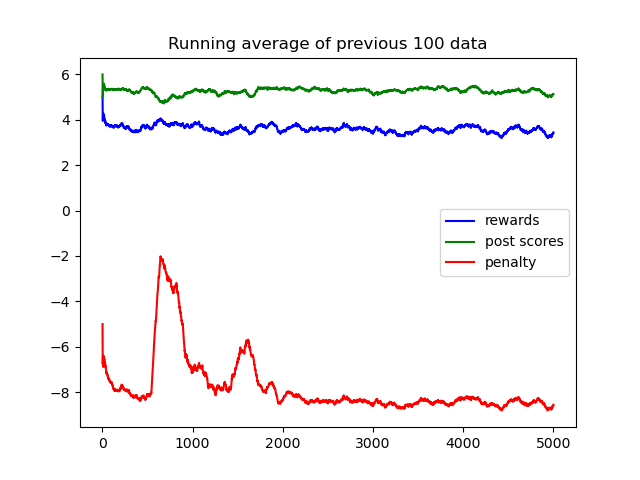 Running average of previous 100 data
6
4
2
0
−2
−4
−6
−8
rewards
post scores
penalty
0 1000 2000 3000 4000 5000